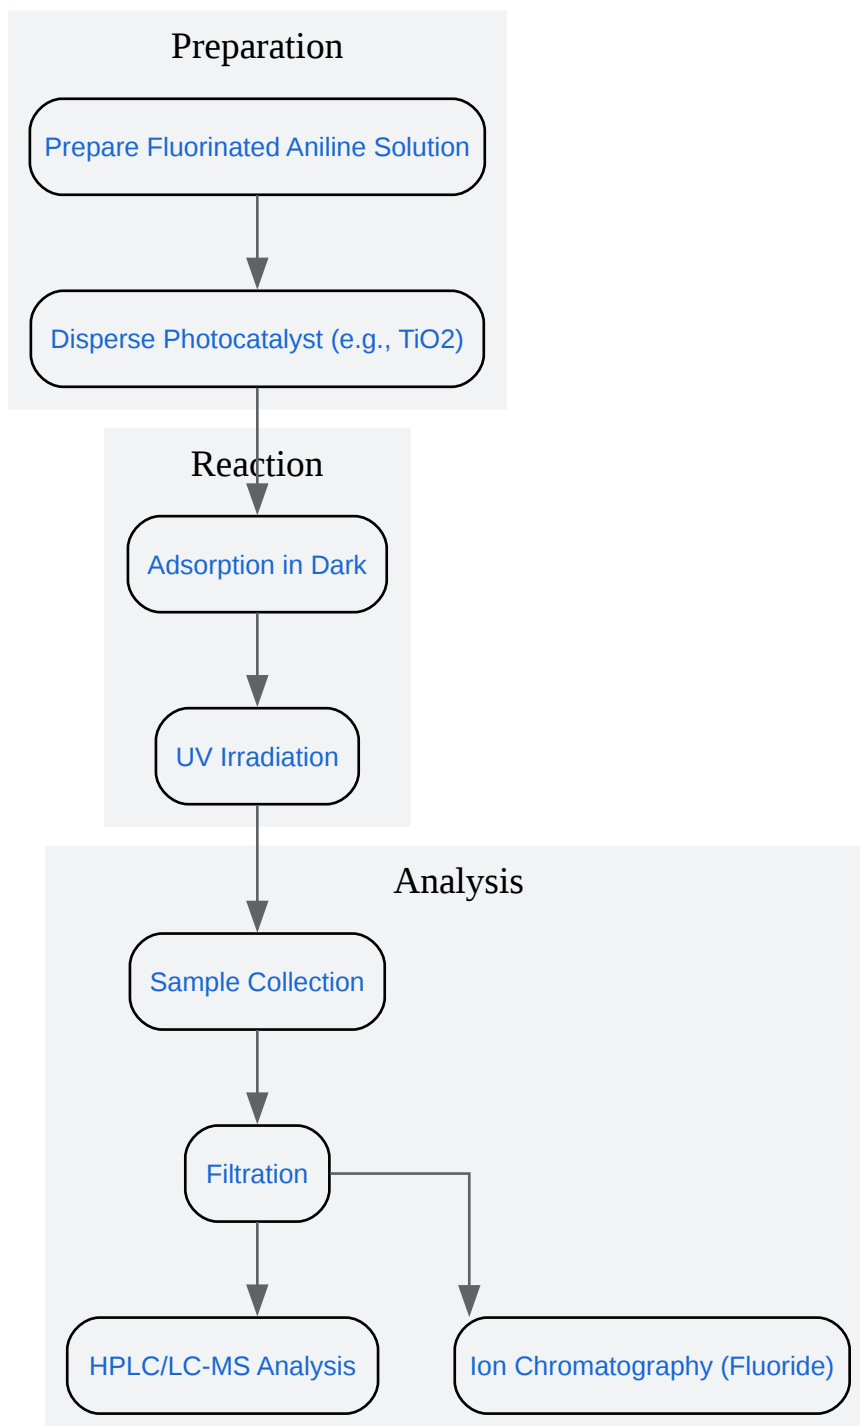 Preparation
Prepare Fluorinated Aniline Solution
Disperse Photocatalyst (e.g., TiO2)
Reaction
Adsorption in Dark
UV Irradiation
Analysis
Sample Collection
Filtration
HPLC/LC-MS Analysis
Ion Chromatography (Fluoride)